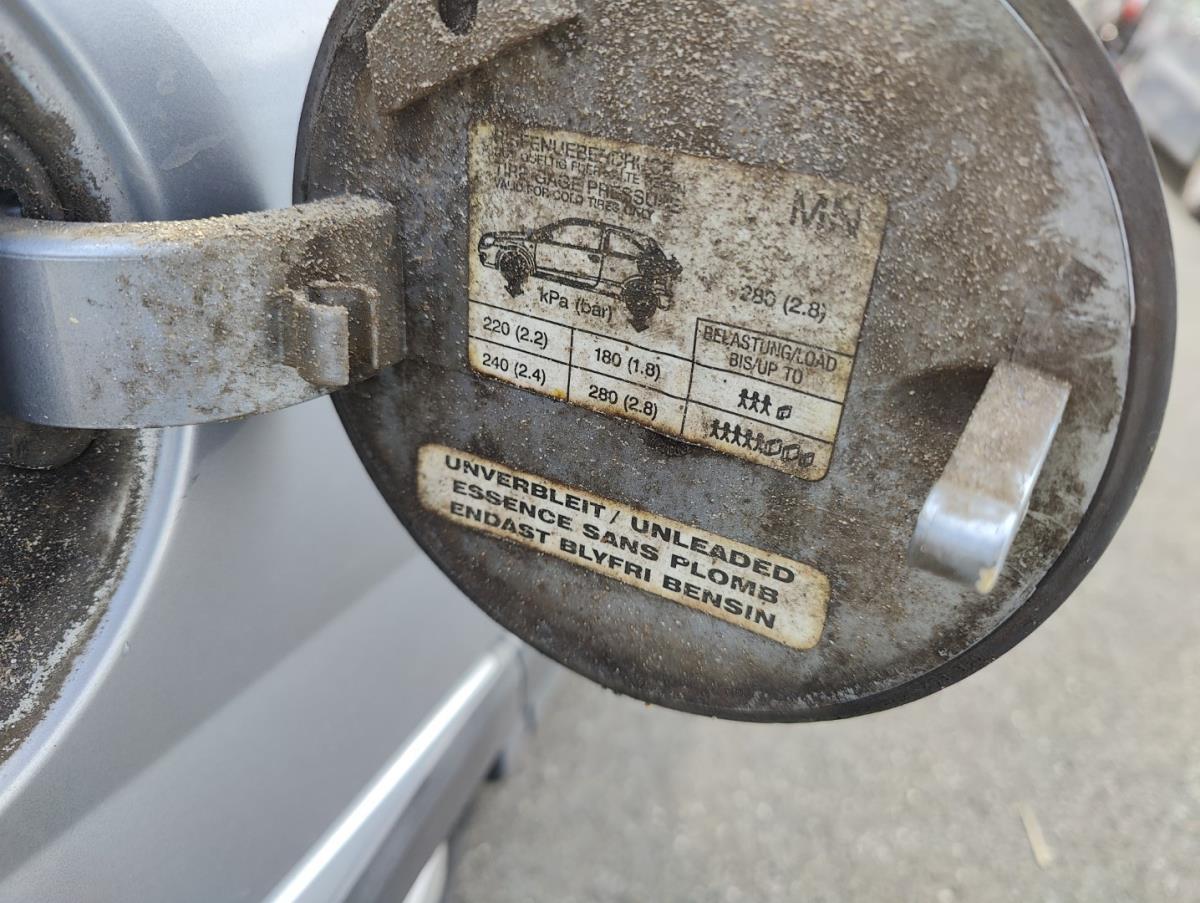 TIRE GAGE PRESSURE
VALID FOR COLD TIRES ONLY
280 (2.8)
kPa (bar)
220 (2.2) 180 (1.8) BELASTUNG/LOAD
BIS/UP TO
240 (2.4) 280 (2.8)
UNVERBLEIT / UNLEADED
ESSENCE SANS PLOMB
ENDAST BLYFRI BENSIN